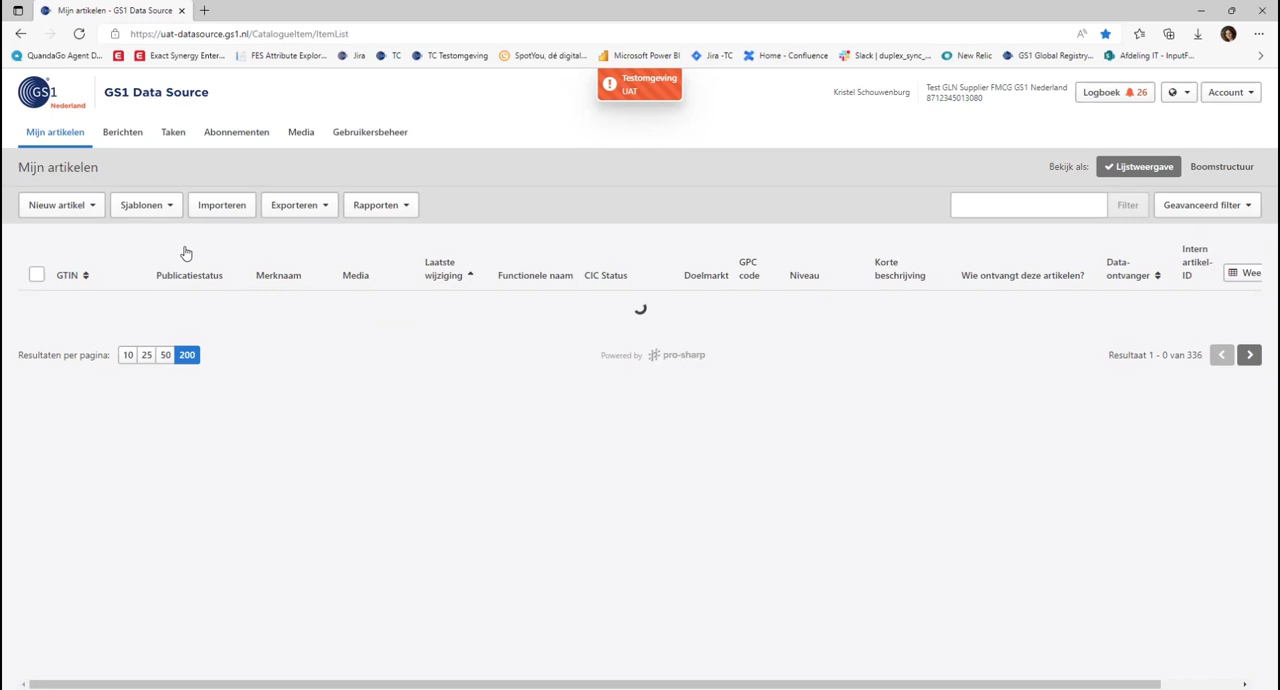 Mijn artikelen - GS1 Data Source
https://uat-datasource.gs1.nl/CatalogueItem/ItemList
QuandaGo Agent D... Exact Synergy Enter... FES Attribute Explor... Jira TC TC Testomgeving SpotYou, dé digital... Microsoft Power BI Jira -TC Home - Confluence Slack | duplex_sync_... New Relic GS1 Global Registry... Afdeling IT - InputF...
GS1 Nederland
GS1 Data Source
Testomgeving
UAT
Kristel Schouwenburg
Test GLN Supplier FMCG GS1 Nederland
8712345013080
Logboek 26
Account
Mijn artikelen Berichten Taken Abonnementen Media Gebruikersbeheer
Mijn artikelen
Bekijk als: Lijstweergave Boomstructuur
Nieuw artikel Sjablonen Importeren Exporteren Rapporten
Filter Geavanceerd filter
GTIN
Publicatiestatus
Merknaam
Media
Laatste
wijziging
Functionele naam
CIC Status
Doelmarkt
GPC
code
Niveau
Korte
beschrijving
Wie ontvangt deze artikelen?
Data-
ontvanger
Intern
artikel-
ID
Wee
Resultaten per pagina: 10 25 50 200
Powered by pro-sharp
Resultaat 1 - 0 van 336